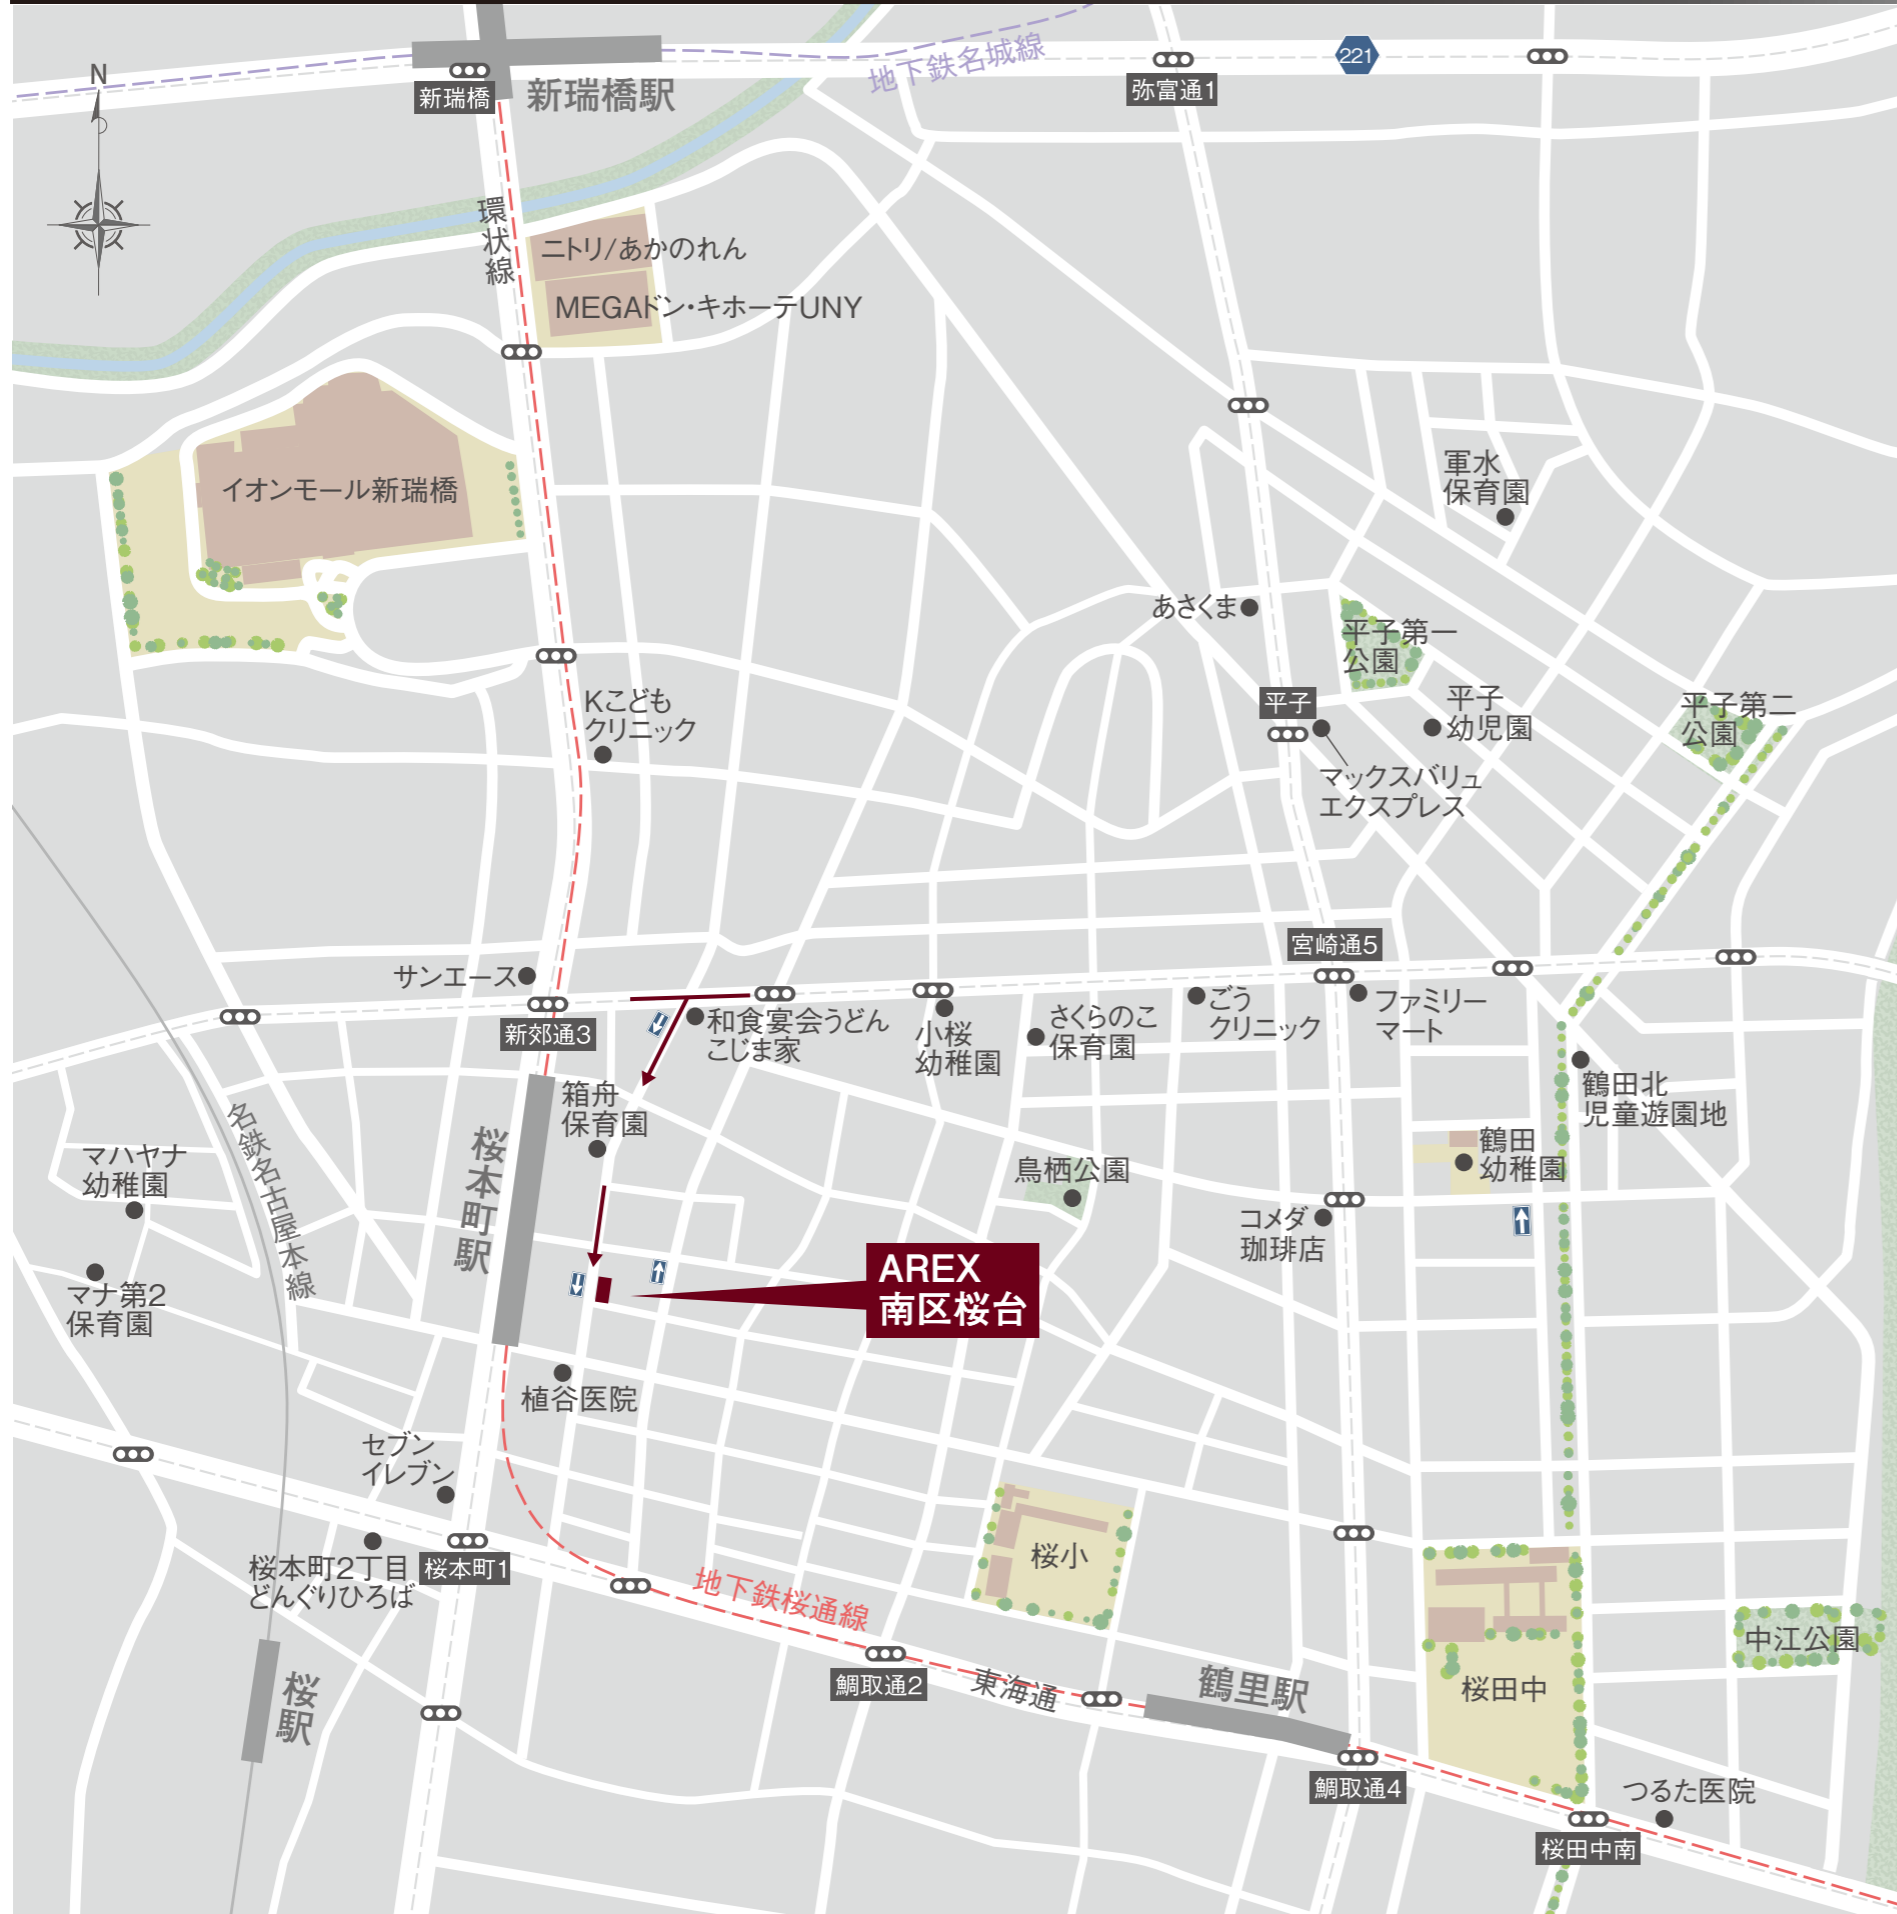 N
新瑞橋
新瑞橋駅
地下鉄名城線
弥富通1
221
環状線
ニトリ/あかのれん
MEGAドン・キホーテUNY
イオンモール新瑞橋
軍水
保育園
あさくま
平子第一
公園
Kこども
クリニック
平子
平子
幼児園
平子第二
公園
マックスバリュ
エクスプレス
サンエース
新郊通3
和食宴会うどん
こじま家
小桜
幼稚園
さくらのこ
保育園
ごう
クリニック
宮崎通5
ファミリー
マート
鶴田北
児童遊園地
箱舟
保育園
名鉄名古屋本線
桜本町駅
マハヤナ
幼稚園
鳥栖公園
鶴田
幼稚園
コメダ
珈琲店
マナ第2
保育園
AREX
南区桜台
植谷医院
セブン
イレブン
桜本町2丁目
どんぐりひろば
桜本町1
地下鉄桜通線
桜小
桜駅
鯛取通2
東海通
鶴里駅
桜田中
中江公園
鯛取通4
つるた医院
桜田中南